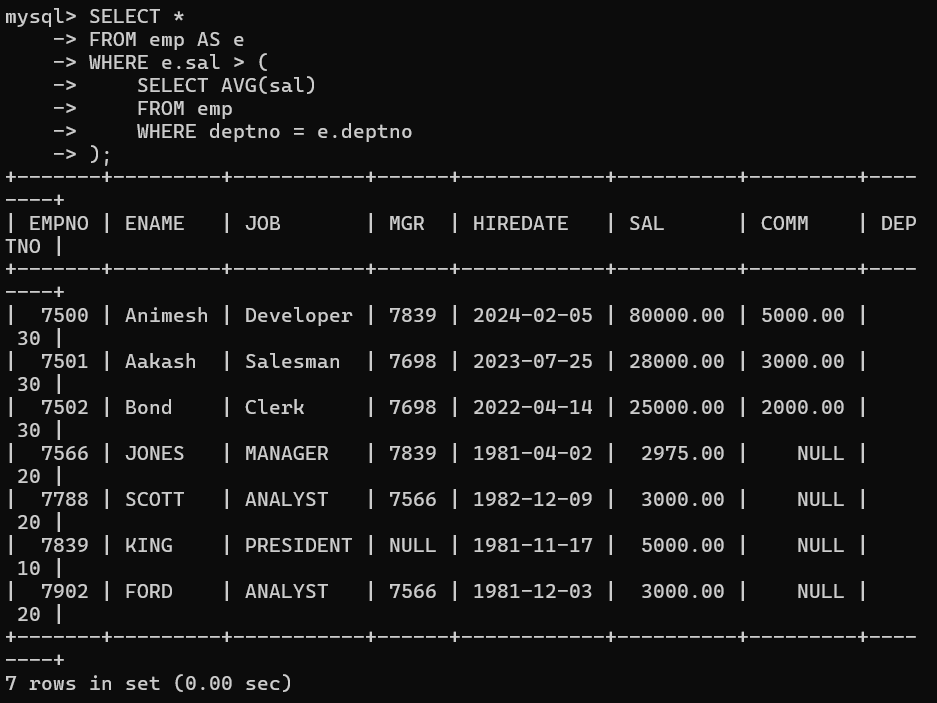 mysql> SELECT *
    -> FROM emp AS e
    -> WHERE e.sal > (
    ->     SELECT AVG(sal)
    ->     FROM emp
    ->     WHERE deptno = e.deptno
    -> );
+-------+---------+-----------+------+------------+----------+---------+----
----+
| EMPNO | ENAME   | JOB       | MGR  | HIREDATE   | SAL      | COMM    | DEP
TNO |
+-------+---------+-----------+------+------------+----------+---------+----
----+
|  7500 | Animesh | Developer | 7839 | 2024-02-05 | 80000.00 | 5000.00 |
 30 |
|  7501 | Aakash  | Salesman  | 7698 | 2023-07-25 | 28000.00 | 3000.00 |
 30 |
|  7502 | Bond    | Clerk     | 7698 | 2022-04-14 | 25000.00 | 2000.00 |
 30 |
|  7566 | JONES   | MANAGER   | 7839 | 1981-04-02 |  2975.00 |    NULL |
 20 |
|  7788 | SCOTT   | ANALYST   | 7566 | 1982-12-09 |  3000.00 |    NULL |
 20 |
|  7839 | KING    | PRESIDENT | NULL | 1981-11-17 |  5000.00 |    NULL |
 10 |
|  7902 | FORD    | ANALYST   | 7566 | 1981-12-03 |  3000.00 |    NULL |
 20 |
+-------+---------+-----------+------+------------+----------+---------+----
----+
7 rows in set (0.00 sec)